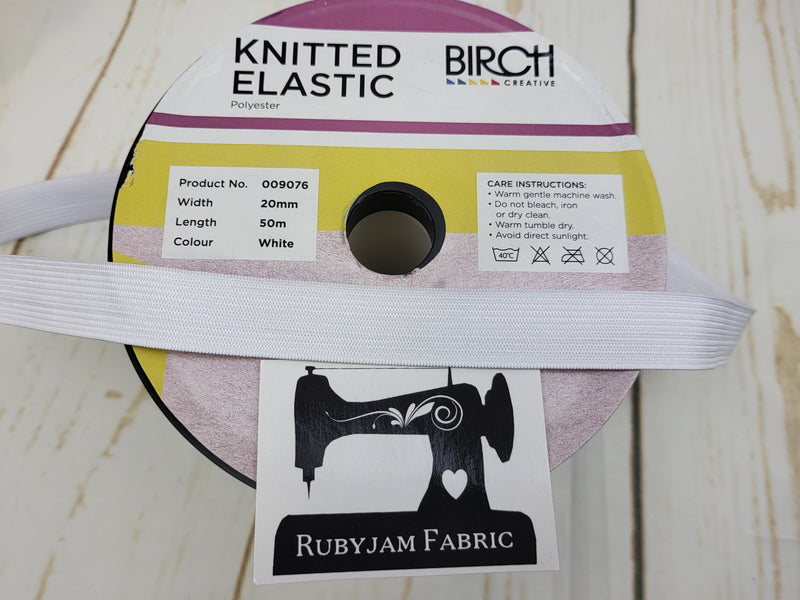 KNITTED
ELASTIC
Polyester
BIRCH
CREATIVE
Product No. 009076
Width 20mm
Length 50m
Colour White
CARE INSTRUCTIONS:
• Warm gentle machine wash.
• Do not bleach, iron
or dry clean.
• Warm tumble dry.
• Avoid direct sunlight.
40°C
RUBYJAM FABRIC